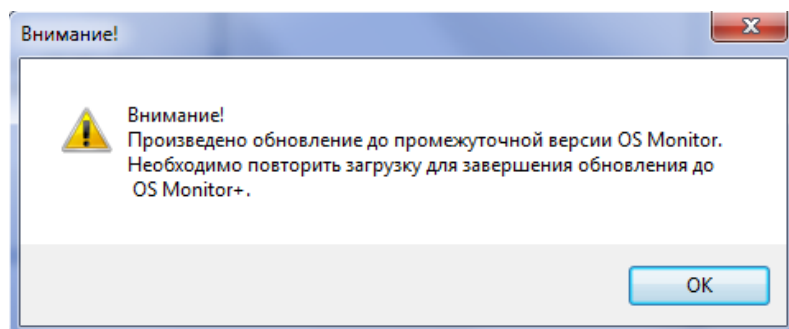 Внимание!
Внимание!
Произведено обновление до промежуточной версии OS Monitor.
Необходимо повторить загрузку для завершения обновления до
OS Monitor+.
OK